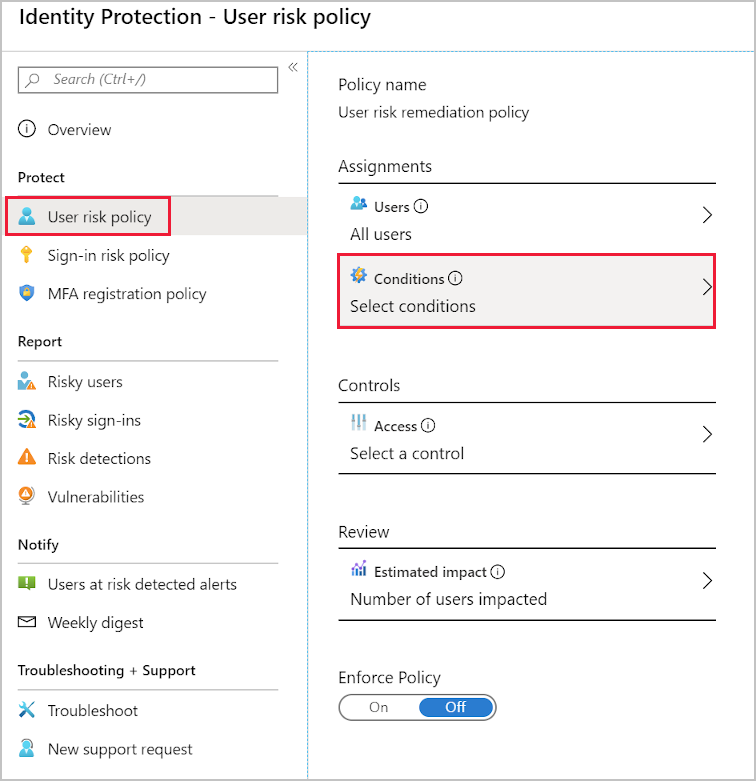 Identity Protection - User risk policy
Search (Ctrl+/)
«
Overview
Protect
User risk policy
Sign-in risk policy
MFA registration policy
Report
Risky users
Risky sign-ins
Risk detections
Vulnerabilities
Notify
Users at risk detected alerts
Weekly digest
Troubleshooting + Support
Troubleshoot
New support request
Policy name
User risk remediation policy
Assignments
Users
All users
Conditions
Select conditions
Controls
Access
Select a control
Review
Estimated impact
Number of users impacted
Enforce Policy
On Off